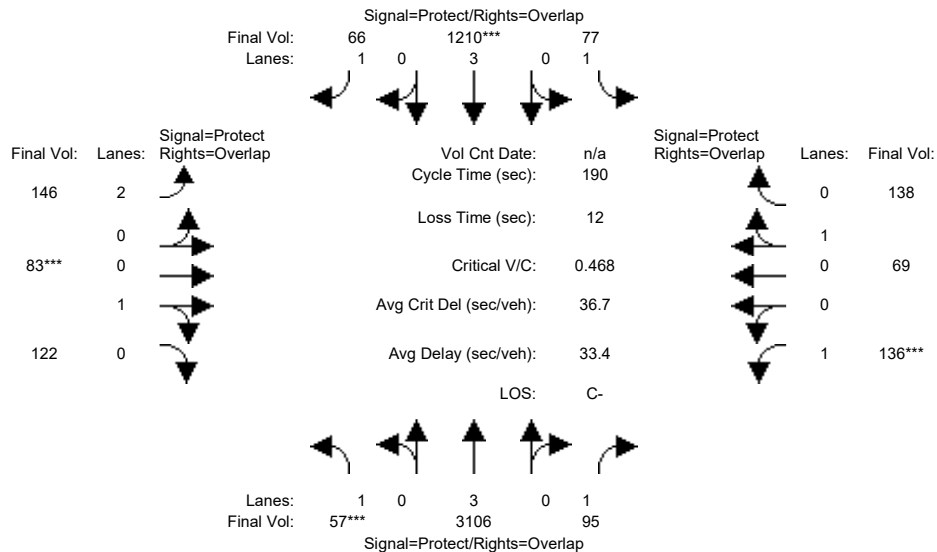 Signal=Protect/Rights=Overlap
Final Vol: 66 1210*** 77
Lanes: 1 0 3 0 1
Signal=Protect Signal=Protect
Final Vol: Lanes: Rights=Overlap Vol Cnt Date: n/a Rights=Overlap Lanes: Final Vol:
Cycle Time (sec): 190
146 2 0 138
Loss Time (sec): 12
0 1
83*** 0 Critical V/C: 0.468 0 69
1 Avg Crit Del (sec/veh): 36.7 0
122 0 Avg Delay (sec/veh): 33.4 1 136***
LOS: C-
Lanes: 1 0 3 0 1
Final Vol: 57*** 3106 95
Signal=Protect/Rights=Overlap